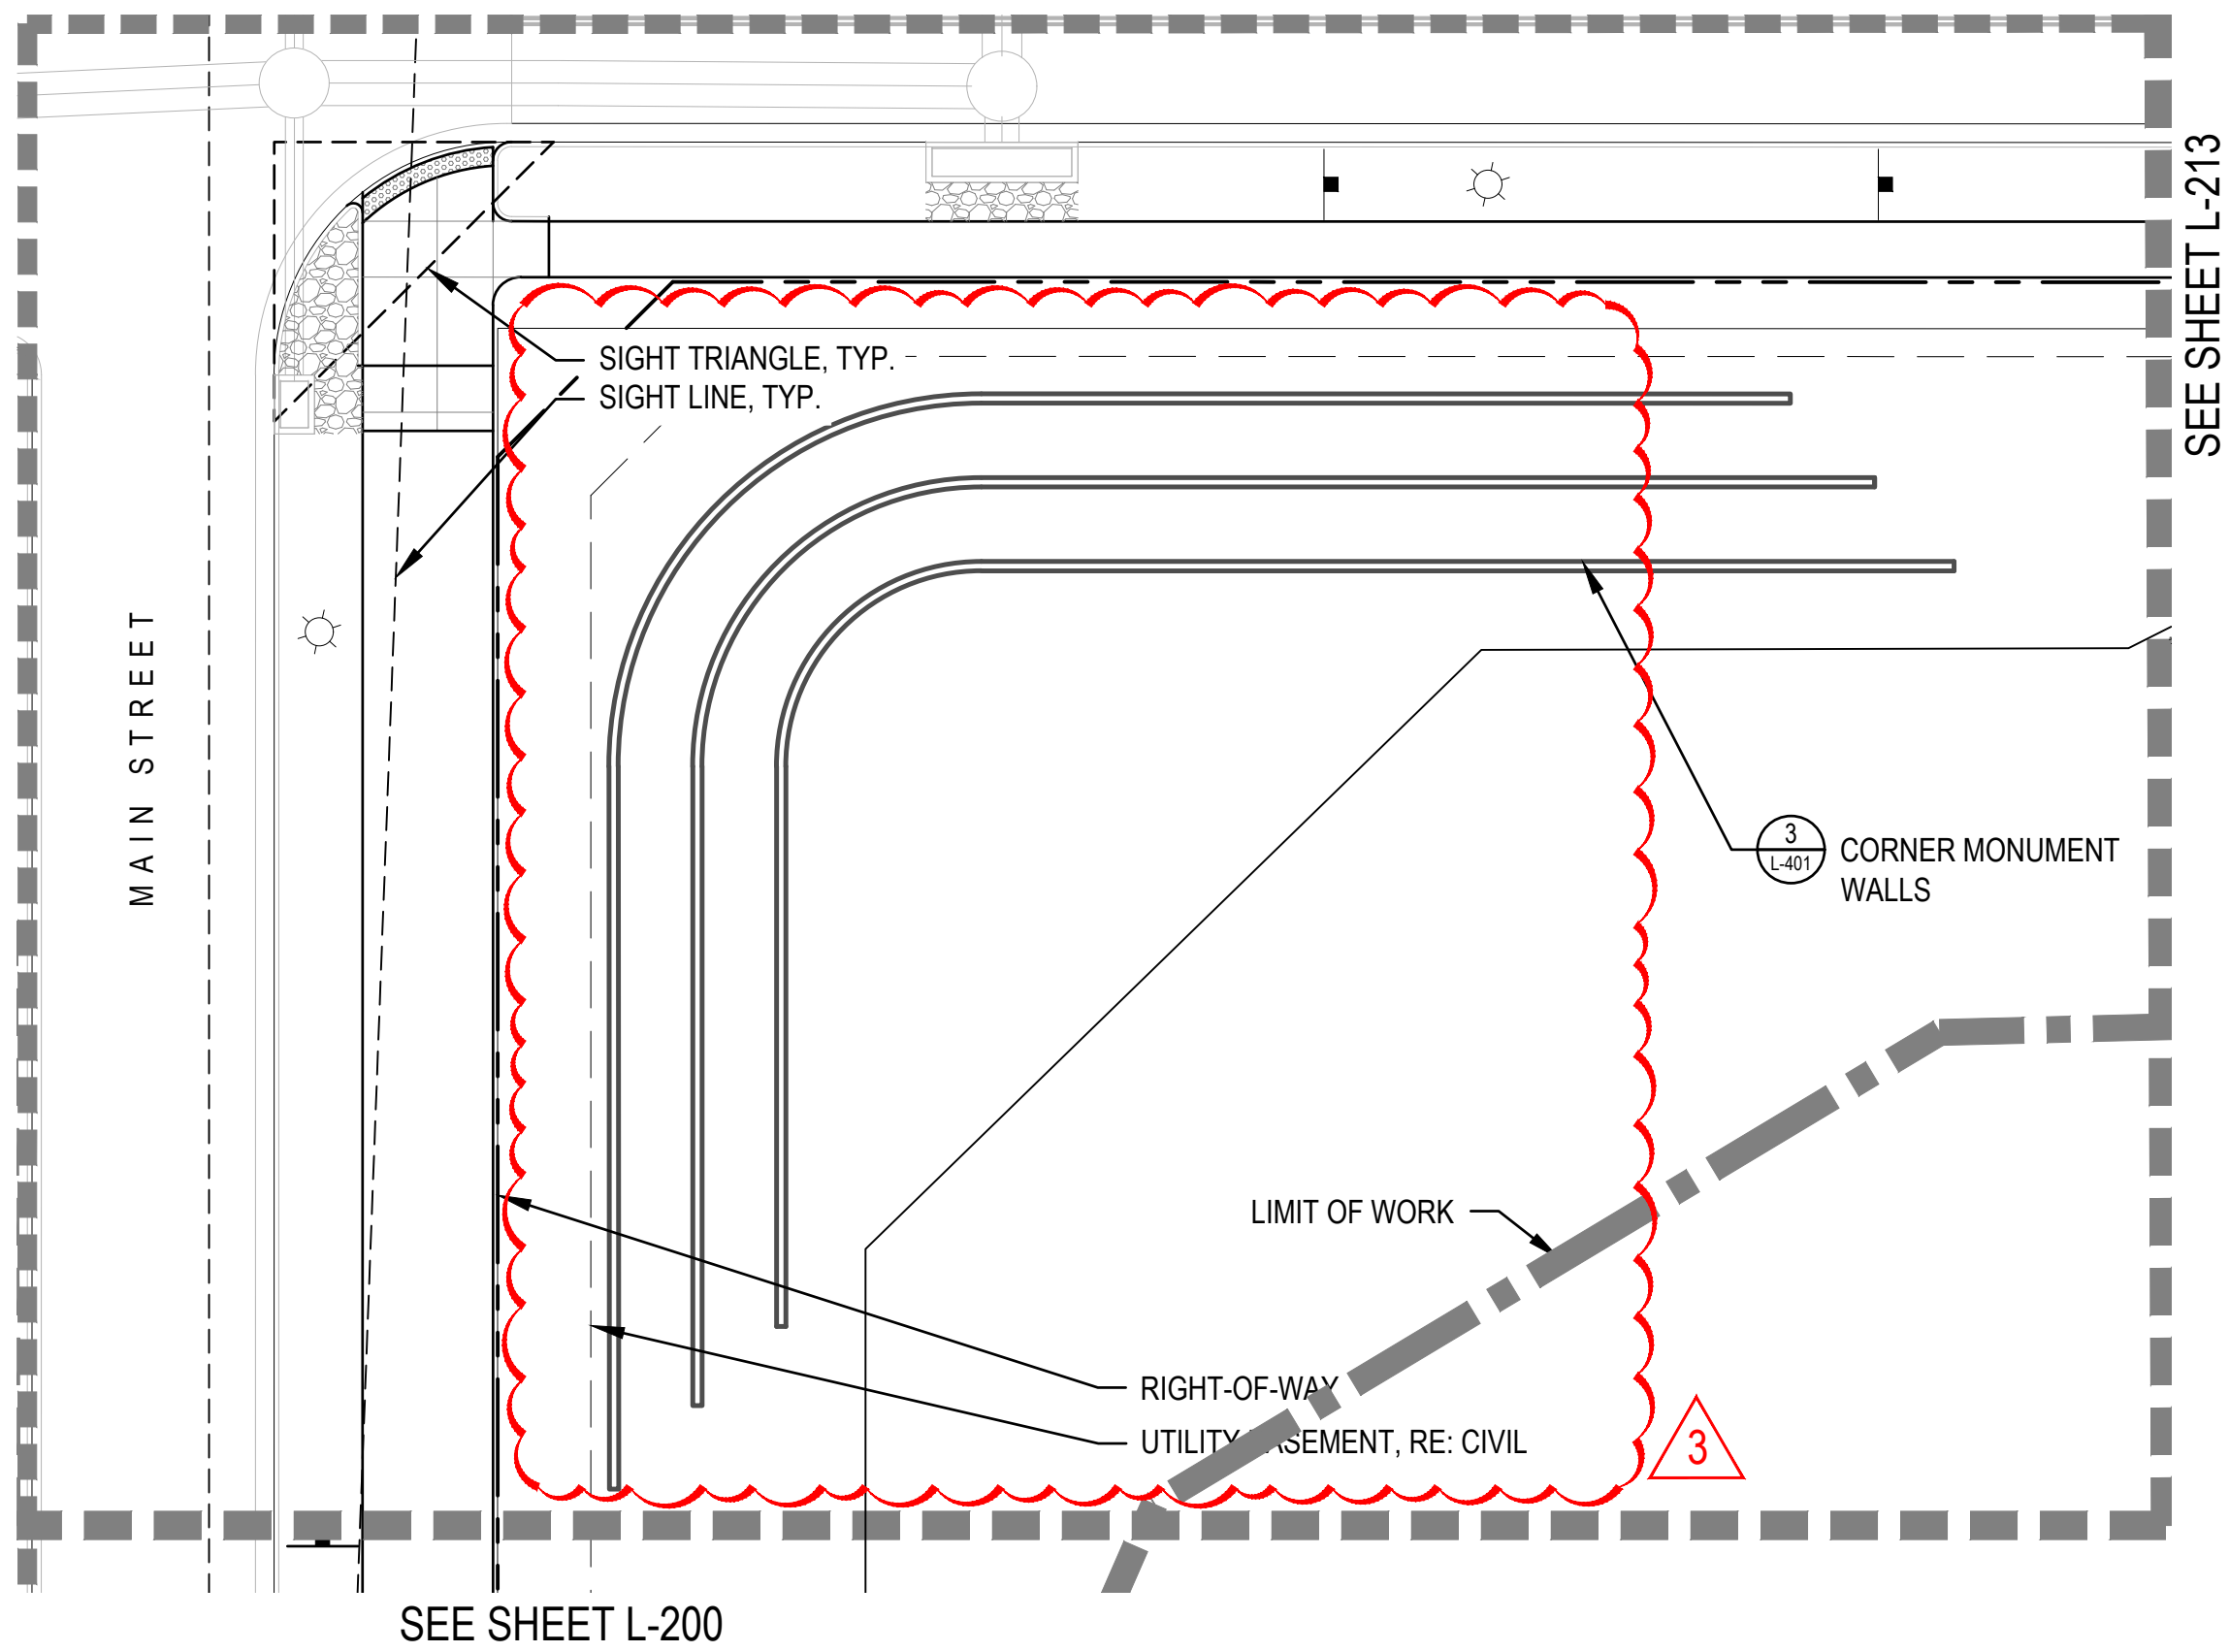 SEE SHEET L-213
SIGHT TRIANGLE, TYP.
SIGHT LINE, TYP.
MAIN STREET
3
L-401
CORNER MONUMENT
WALLS
LIMIT OF WORK
RIGHT-OF-WAY
UTILITY EASEMENT, RE: CIVIL
3
SEE SHEET L-200